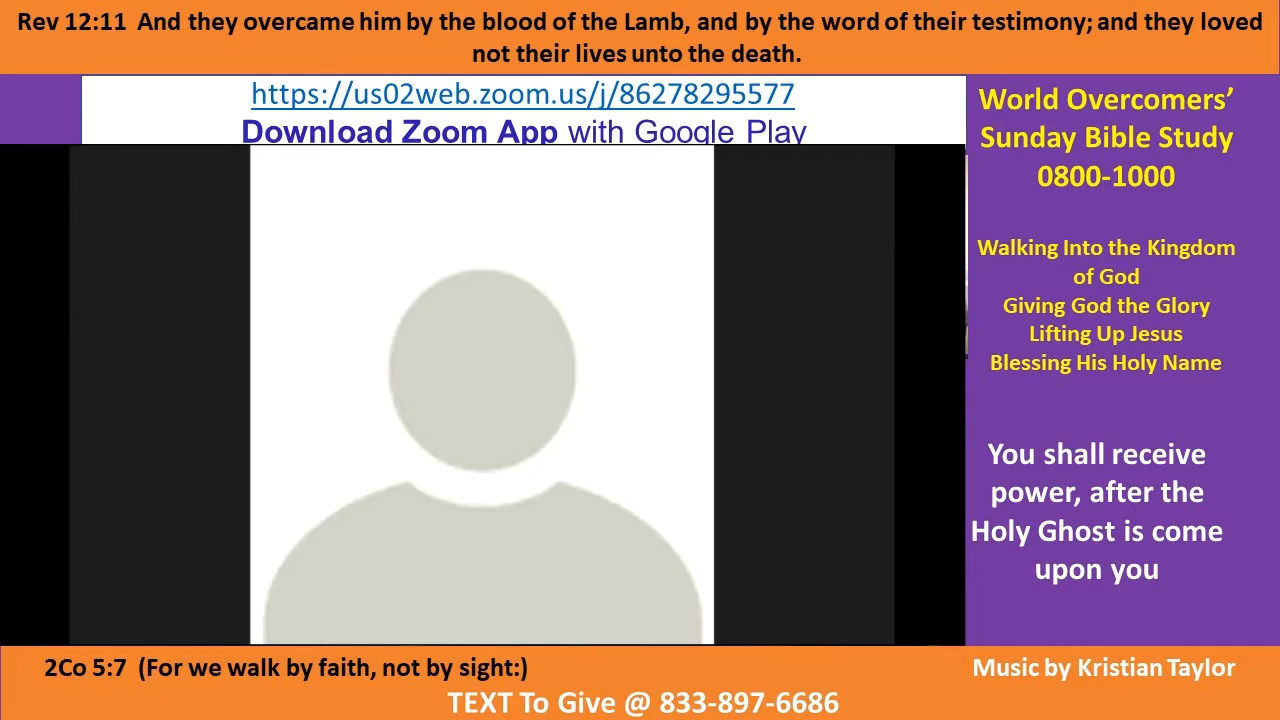 Rev 12:11  And they overcame him by the blood of the Lamb, and by the word of their testimony; and they loved
not their lives unto the death.
https://us02web.zoom.us/j/86278295577
Download Zoom App with Google Play
World Overcomers’
Sunday Bible Study
0800-1000
Walking Into the Kingdom
of God
Giving God the Glory
Lifting Up Jesus
Blessing His Holy Name
You shall receive
power, after the
Holy Ghost is come
upon you
2Co 5:7  (For we walk by faith, not by sight:)
Music by Kristian Taylor
TEXT To Give @ 833-897-6686